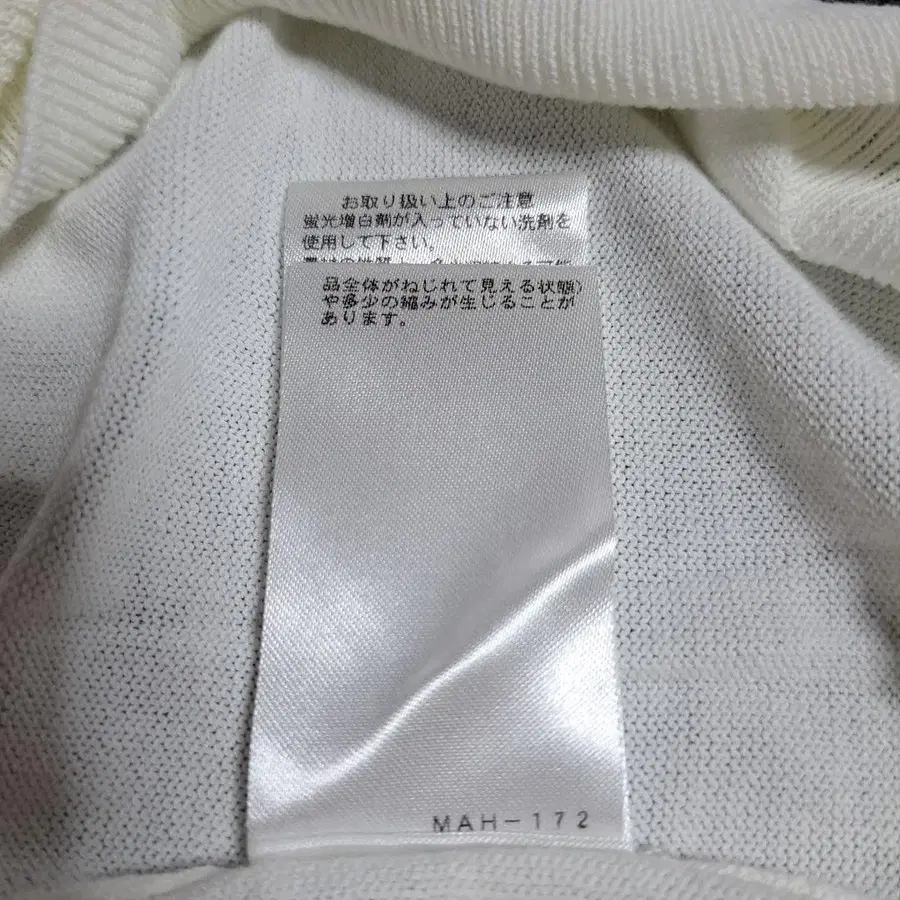 お取り扱い上のご注意
蛍光増白剤が入っていない洗剤を
使用して下さい。
品全体がねじれて見える状態)
や多少の縮みが生じることが
あります。
MAH-172